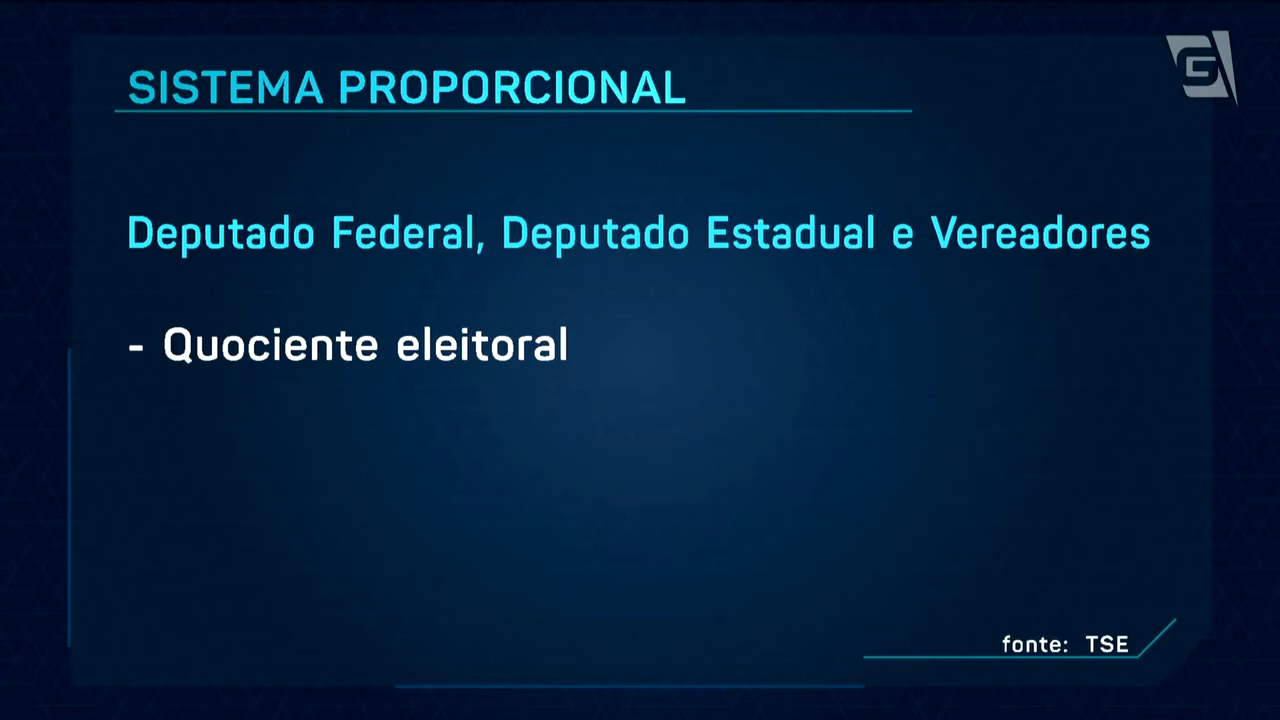 SISTEMA PROPORCIONAL
Deputado Federal, Deputado Estadual e Vereadores
- Quociente eleitoral
fonte: TSE